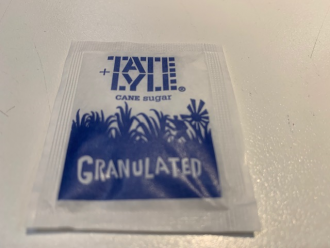 TATE
+LYLE®
CANE sugar
GRANULATED